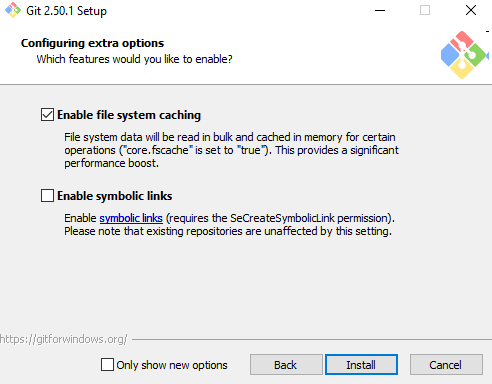 Git 2.50.1 Setup
Configuring extra options
Which features would you like to enable?
Enable file system caching
File system data will be read in bulk and cached in memory for certain
operations ("core.fscache" is set to "true"). This provides a significant
performance boost.
Enable symbolic links
Enable symbolic links (requires the SeCreateSymbolicLink permission).
Please note that existing repositories are unaffected by this setting.
https://gitforwindows.org/
Only show new options
Back
Install
Cancel